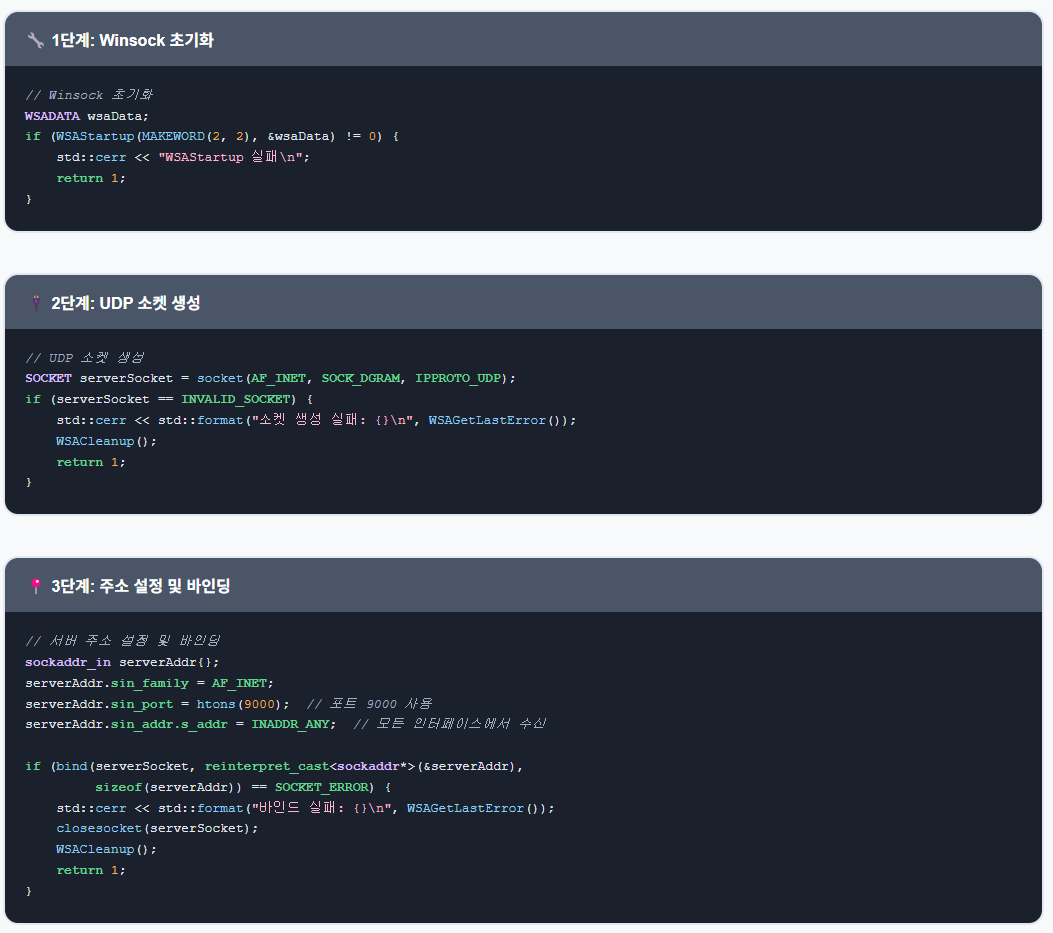 🔧 1단계: Winsock 초기화
// Winsock 초기화
WSADATA wsaData;
if (WSAStartup(MAKEWORD(2, 2), &wsaData) != 0) {
    std::cerr << "WSAStartup 실패\n";
    return 1;
}
2단계: UDP 소켓 생성
// UDP 소켓 생성
SOCKET serverSocket = socket(AF_INET, SOCK_DGRAM, IPPROTO_UDP);
if (serverSocket == INVALID_SOCKET) {
    std::cerr << std::format("소켓 생성 실패: {}\n", WSAGetLastError());
    WSACleanup();
    return 1;
}
📍 3단계: 주소 설정 및 바인딩
// 서버 주소 설정 및 바인딩
sockaddr_in serverAddr{};
serverAddr.sin_family = AF_INET;
serverAddr.sin_port = htons(9000);  // 포트 9000 사용
serverAddr.sin_addr.s_addr = INADDR_ANY;  // 모든 인터페이스에서 수신
if (bind(serverSocket, reinterpret_cast<sockaddr*>(&serverAddr),
         sizeof(serverAddr)) == SOCKET_ERROR) {
    std::cerr << std::format("바인드 실패: {}\n", WSAGetLastError());
    closesocket(serverSocket);
    WSACleanup();
    return 1;
}